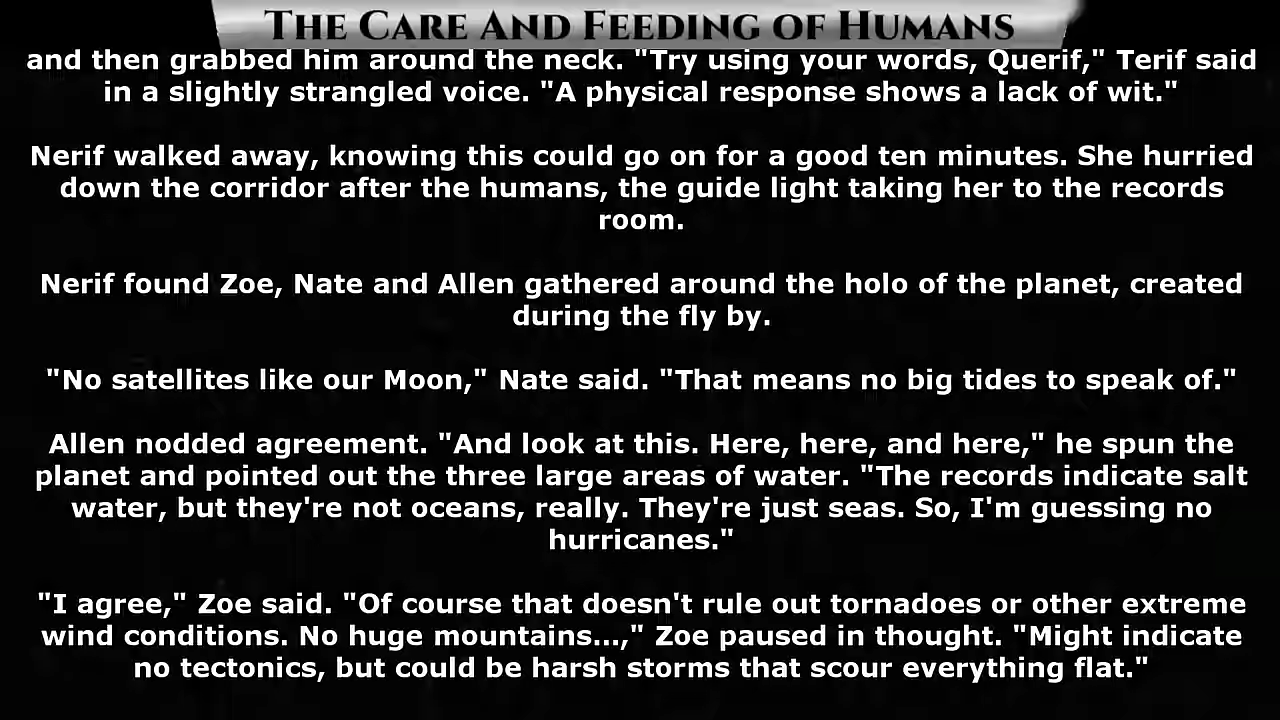 THE CARE AND FEEDING OF HUMANS
and then grabbed him around the neck. "Try using your words, Querif," Terif said
in a slightly strangled voice. "A physical response shows a lack of wit."
Nerif walked away, knowing this could go on for a good ten minutes. She hurried
down the corridor after the humans, the guide light taking her to the records
room.
Nerif found Zoe, Nate and Allen gathered around the holo of the planet, created
during the fly by.
"No satellites like our Moon," Nate said. "That means no big tides to speak of."
Allen nodded agreement. "And look at this. Here, here, and here," he spun the
planet and pointed out the three large areas of water. "The records indicate salt
water, but they're not oceans, really. They're just seas. So, I'm guessing no
hurricanes."
"I agree," Zoe said. "Of course that doesn't rule out tornadoes or other extreme
wind conditions. No huge mountains...," Zoe paused in thought. "Might indicate
no tectonics, but could be harsh storms that scour everything flat."